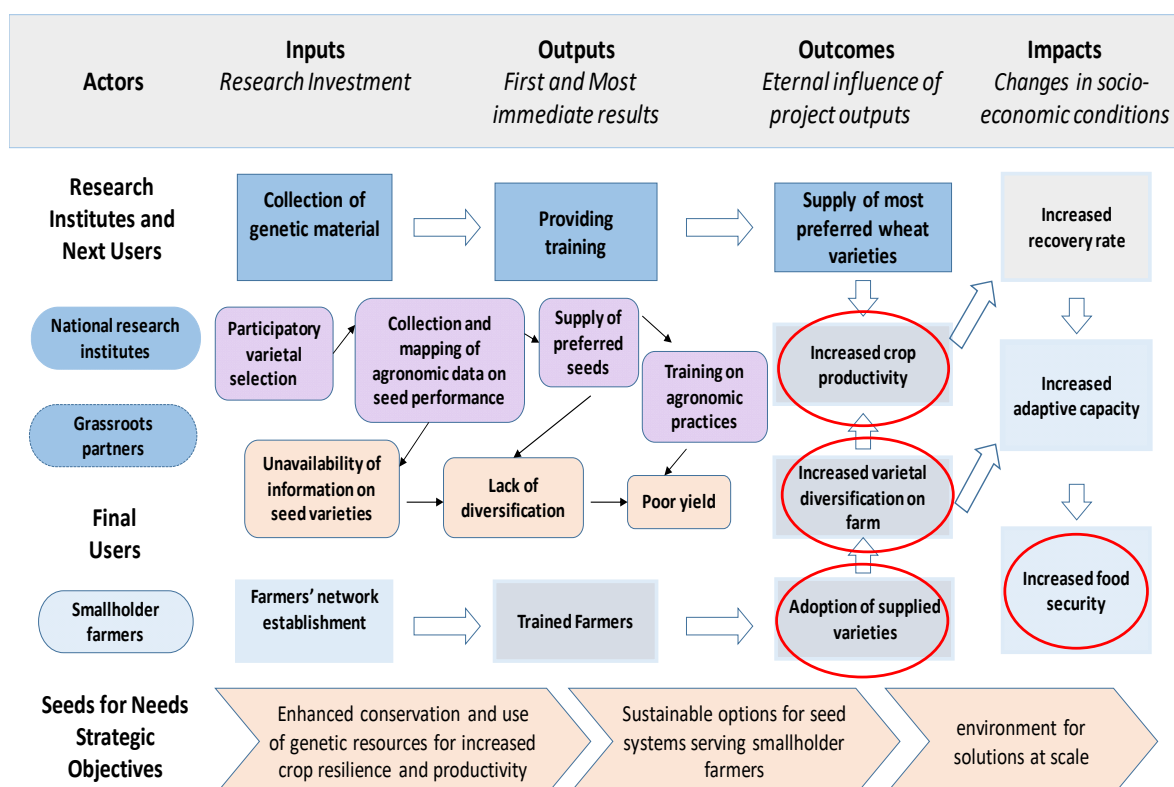 Actors
Inputs
Research Investment
Outputs
First and Most
immediate results
Outcomes
Eternal influence of
project outputs
Impacts
Changes in socio-
economic conditions
Research
Institutes and
Next Users
Collection of
genetic material
Providing
training
Supply of most
preferred wheat
varieties
Increased
recovery rate
National research
institutes
Participatory
varietal
selection
Collection and
mapping of
agronomic data on
seed performance
Supply of
preferred
seeds
Training on
agronomic
practices
Increased crop
productivity
Increased
adaptive capacity
Grassroots
partners
Unavailability of
information on
seed varieties
Lack of
diversification
Poor yield
Increased varietal
diversification on
farm
Final
Users
Smallholder
farmers
Farmers’ network
establishment
Trained Farmers
Adoption of supplied
varieties
Increased food
security
Seeds for Needs
Strategic
Objectives
Enhanced conservation and use
of genetic resources for increased
crop resilience and productivity
Sustainable options for seed
systems serving smallholder
farmers
environment for
solutions at scale